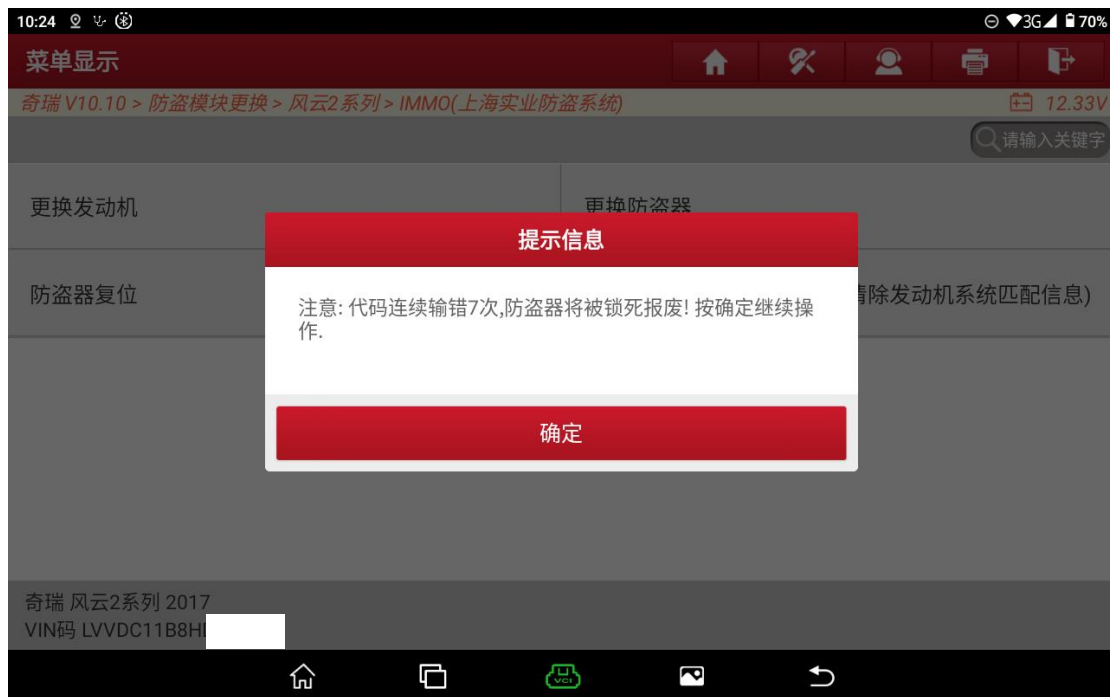 10:24
3G 70%
菜单显示
奇瑞 V10.10 > 防盗模块更换 > 风云2系列 > IMMO(上海实业防盗系统)
12.33V
请输入关键字
更换发动机
更换防盗器
提示信息
防盗器复位
清除发动机系统匹配信息)
注意: 代码连续输错7次,防盗器将被锁死报废! 按确定继续操
作.
确定
奇瑞 风云2系列 2017
VIN码 LVVDC11B8H
VCI